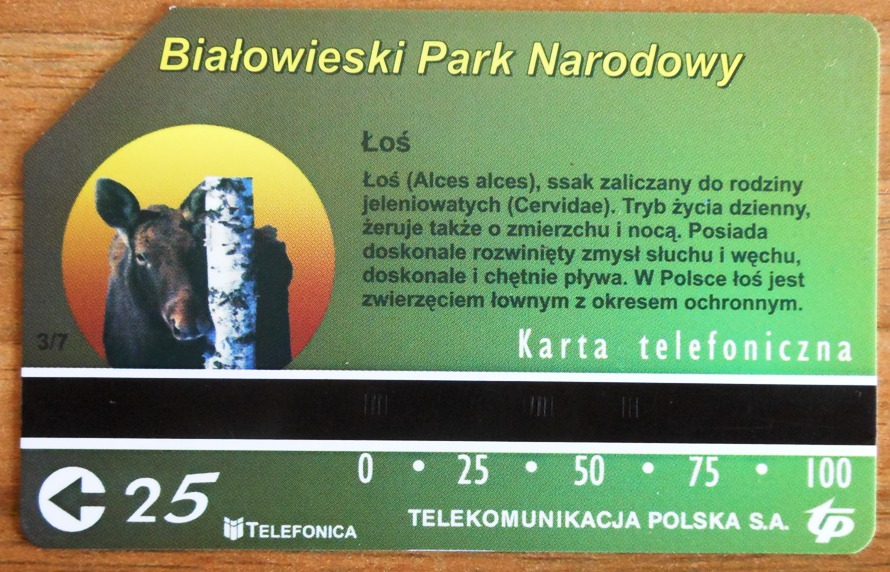 Białowieski Park Narodowy
Łoś
Łoś (Alces alces), ssak zaliczany do rodziny
jeleniowatych (Cervidae). Tryb życia dzienny,
żeruje także o zmierzchu i nocą. Posiada
doskonale rozwinięty zmysł słuchu i węchu,
doskonale i chętnie pływa. W Polsce łoś jest
zwierzęciem łownym z okresem ochronnym.
3/7
Karta telefoniczna
0 • 25 • 50 • 75 • 100
25
TELEFONICA
TELEKOMUNIKACJA POLSKA S.A.
tp